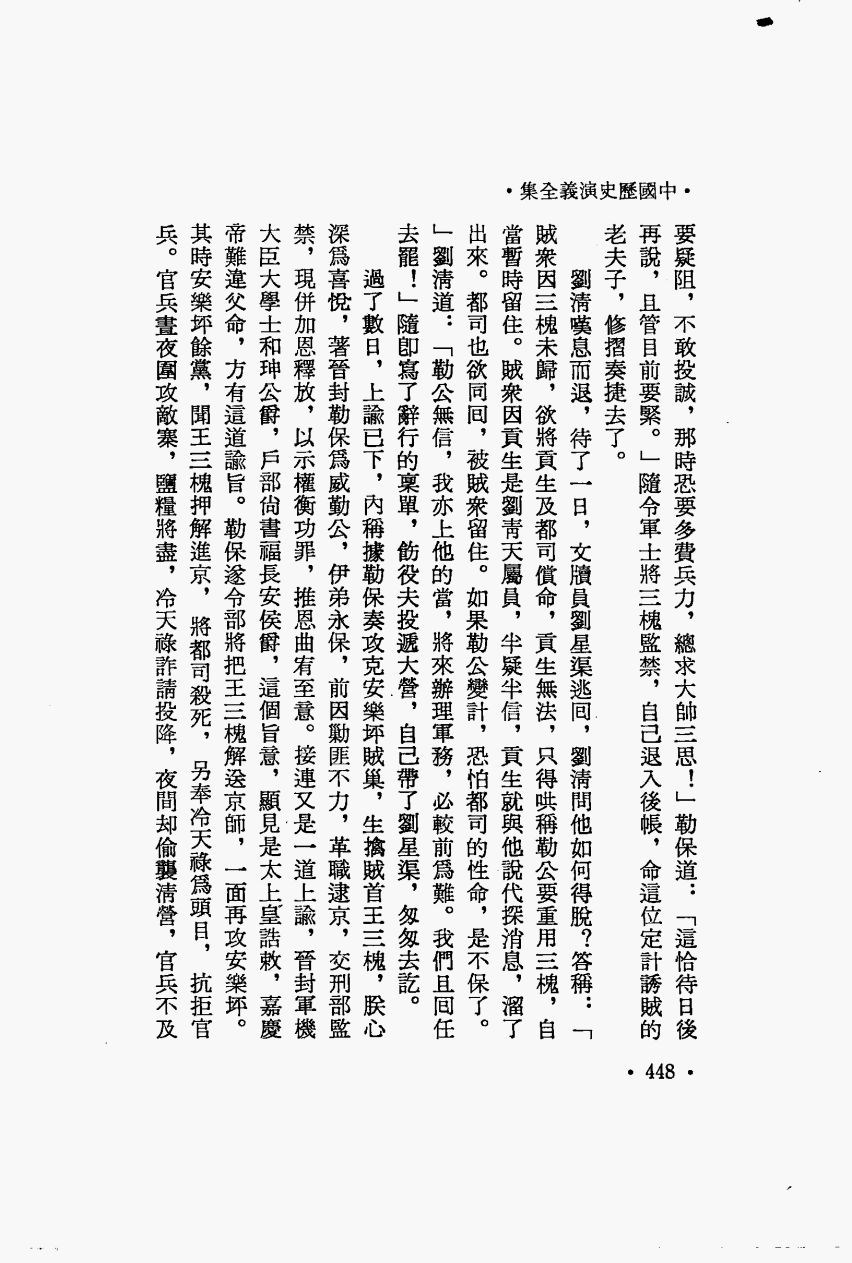 ·中國歷史演義全集·
要疑阻，不敢投誠，那時恐要多費兵力，總求大帥三思！」勒保道：「這恰待日後
再說，且管目前要緊。」隨令軍士將三槐監禁，自己退入後帳，命這位定計誘賊的
老夫子，修摺奏捷去了。
劉清嘆息而退，待了一日，文牘員劉星渠逃回，劉清問他如何得脫？答稱：「
賊衆因三槐未歸，欲將貢生及都司償命，貢生無法，只得哄稱勒公要重用三槐，自
當暫時留住。賊衆因貢生是劉青天屬員，半疑半信，貢生就與他說代探消息，溜了
出來。都司也欲同回，被賊衆留住。如果勒公變計，恐怕都司的性命，是不保了。
」劉清道：「勒公無信，我亦上他的當，將來辦理軍務，必較前爲難。我們且回任
去罷！」隨卽寫了辭行的稟單，飭役夫投遞大營，自己帶了劉星渠，匆匆去訖。
過了數日，上諭已下，內稱據勒保奏攻克安樂坪賊巢，生擒賊首王三槐，朕心
深爲喜悅，著晉封勒保爲威勤公，伊弟永保，前因勦匪不力，革職逮京，交刑部監
禁，現併加恩釋放，以示權衡功罪，推恩曲宥至意。接連又是一道上諭，晉封軍機
大臣大學士和珅公爵，戶部尙書福長安侯爵，這個旨意，顯見是太上皇誥敕，嘉慶
帝難違父命，方有這道諭旨。勒保遂令部將把王三槐解送京師，一面再攻安樂坪。
其時安樂坪餘黨，聞王三槐押解進京，將都司殺死，另奉冷天祿爲頭目，抗拒官
兵。官兵晝夜圍攻敵寨，鹽糧將盡，冷天祿詐請投降，夜間却偷襲清營，官兵不及
·448·